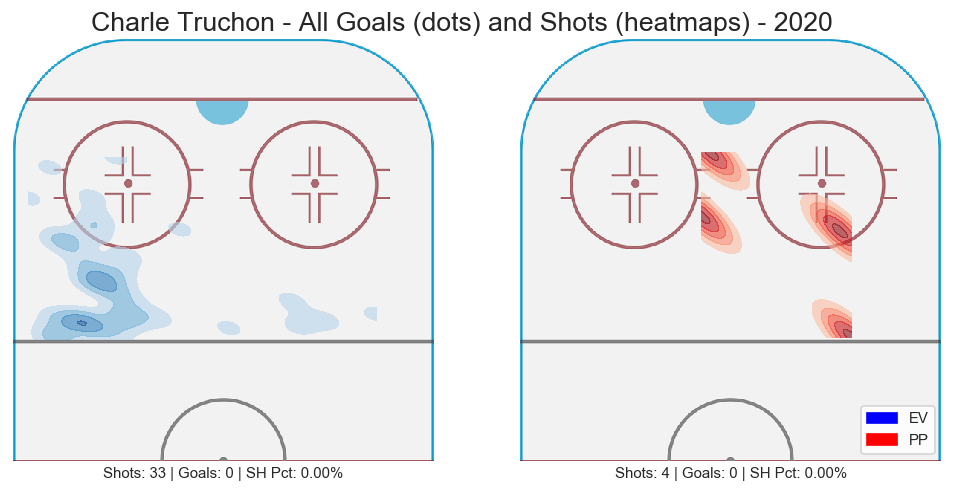 Charle Truchon - All Goals (dots) and Shots (heatmaps) - 2020
EV
PP
Shots: 33 | Goals: 0 | SH Pct: 0.00%
Shots: 4 | Goals: 0 | SH Pct: 0.00%